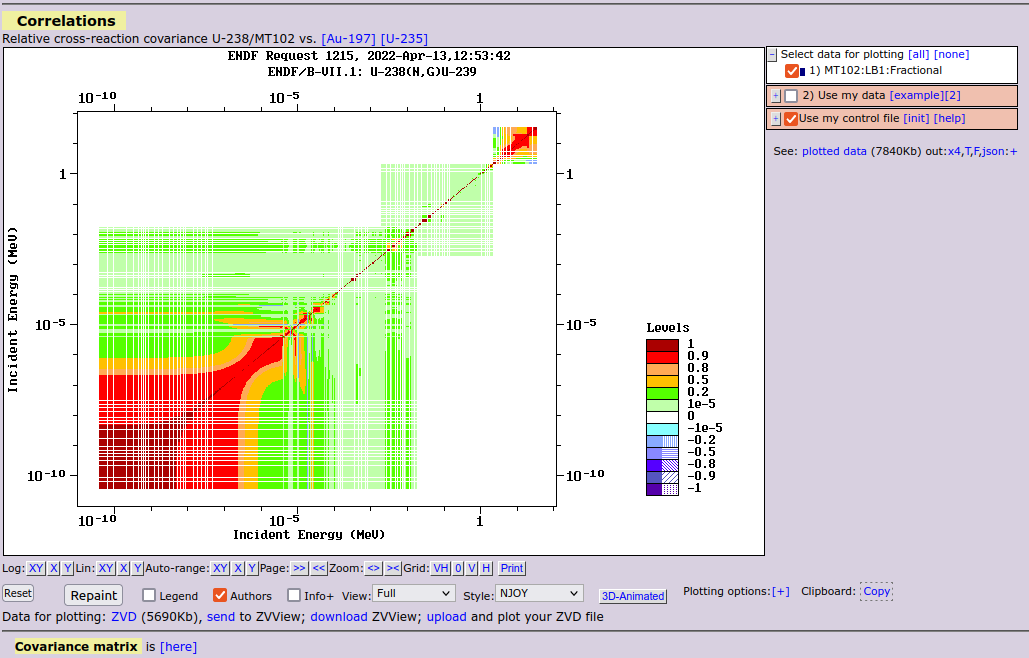 Correlations
Relative cross-reaction covariance U-238/MT102 vs. [Au-197] [U-235]
ENDF Request 1215, 2022-Apr-13,12:53:42
ENDF/B-VII.1: U-238(N,G)U-239
10-10 10-5 1
1 1
10-5 10-5
10-10 10-10
Incident Energy (MeV)
10-10 10-5 1
Incident Energy (MeV)
Levels
1
0.9
0.8
0.5
0.2
1e-5
0
-1e-5
-0.2
-0.5
-0.8
-0.9
-1
Select data for plotting [all] [none]
1) MT102:LB1:Fractional
2) Use my data [example][2]
Use my control file [init] [help]
See: plotted data (7840Kb) out:x4,T,F,json:+
Log: XY X Y Lin: XY X Y Auto-range: XY X Y Page: >> << Zoom: <> >< Grid: VH 0 V H Print
Reset Repaint Legend Authors Info+ View: Full Style: NJOY 3D-Animated Plotting options:[+] Clipboard: Copy
Data for plotting: ZVD (5690Kb), send to ZVView; download ZVView; upload and plot your ZVD file
Covariance matrix is [here]